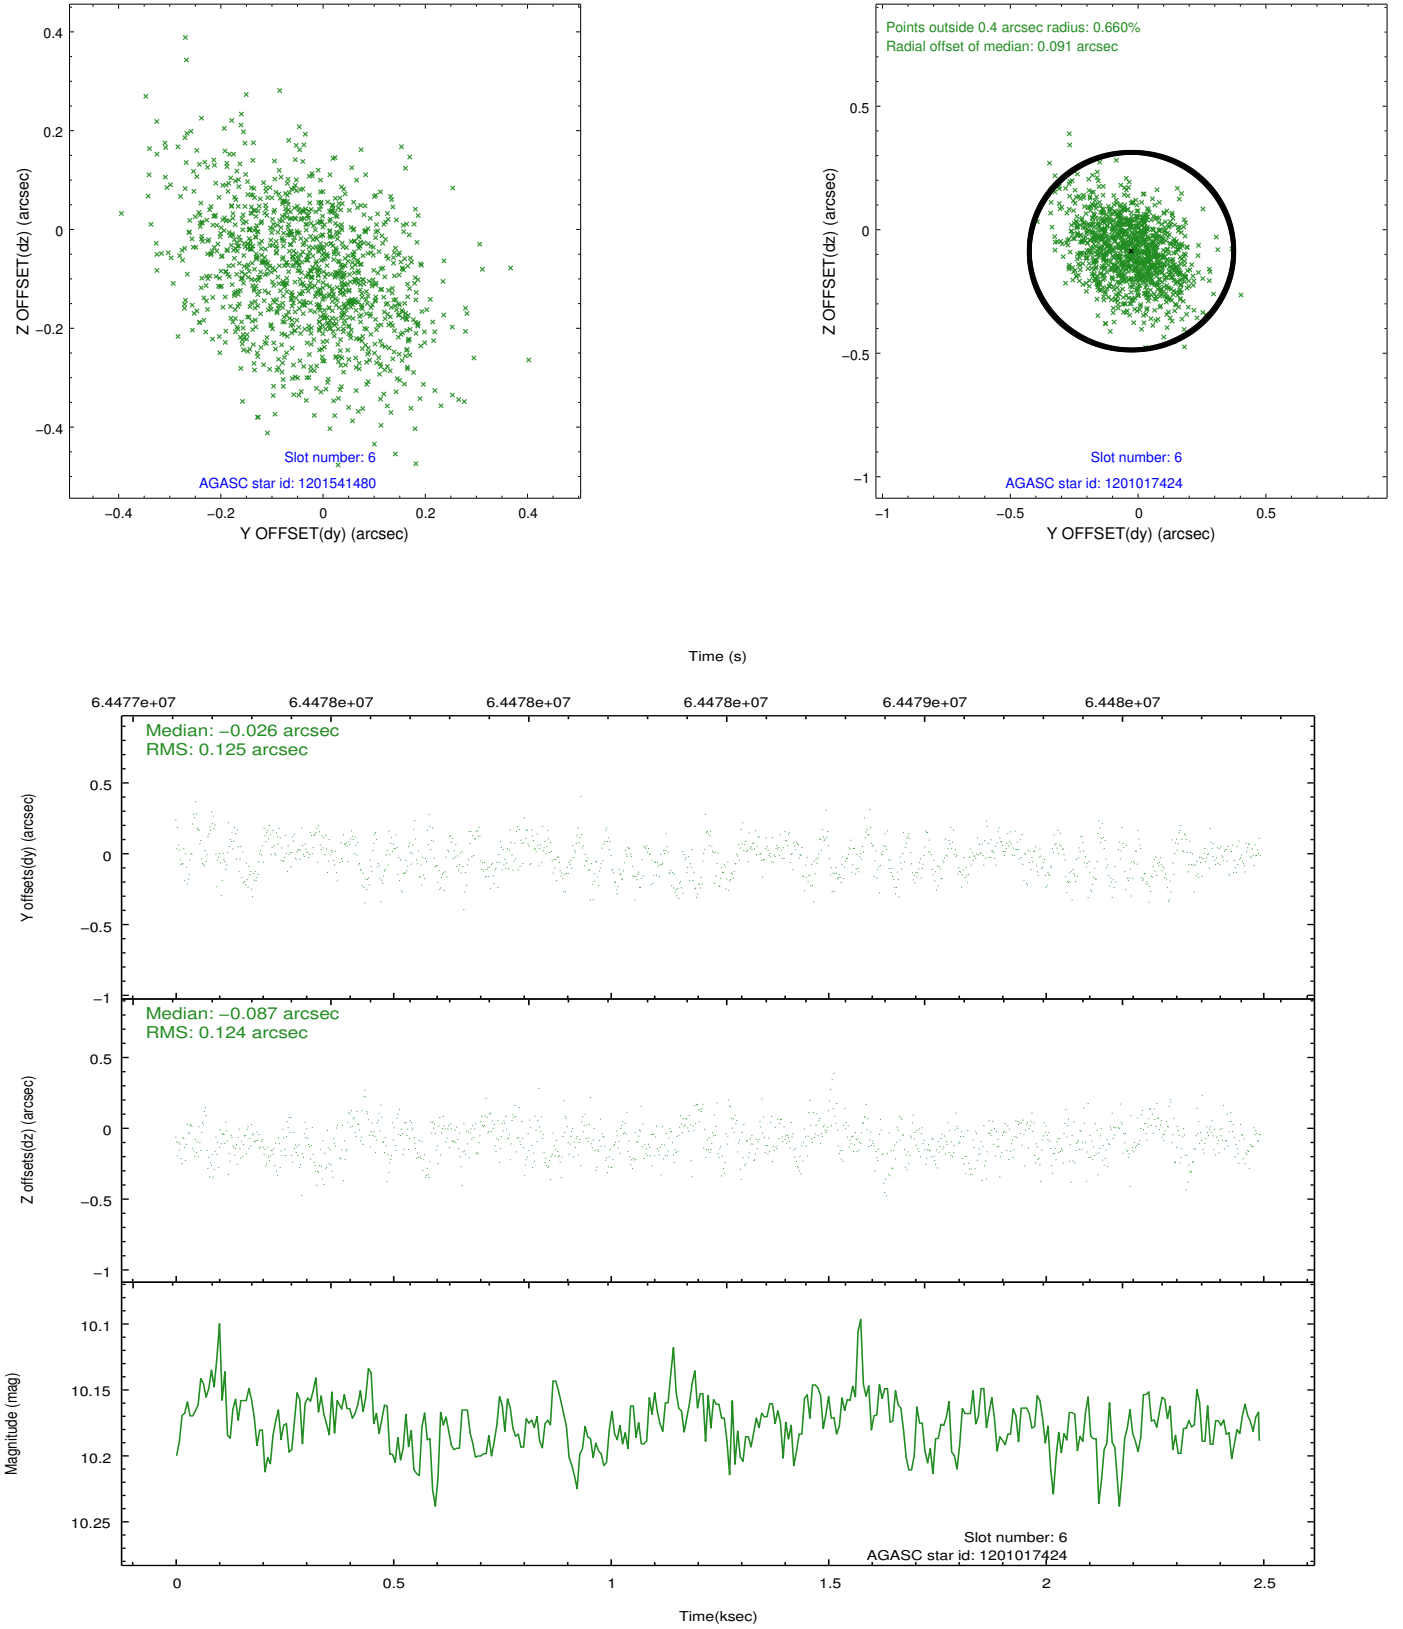 0.4
0.2
0
−0.2
−0.4
Z OFFSET(dz) (arcsec)
Slot number: 6
AGASC star id: 1201541480
−0.4 −0.2 0 0.2 0.4
Y OFFSET(dy) (arcsec)
Points outside 0.4 arcsec radius: 0.660%
Radial offset of median: 0.091 arcsec
0.5
0
−0.5
−1
Z OFFSET(dz) (arcsec)
Slot number: 6
AGASC star id: 1201017424
−1 −0.5 0 0.5
Y OFFSET(dy) (arcsec)
Time (s)
6.4477e+07 6.4478e+07 6.4478e+07 6.4478e+07 6.4479e+07 6.448e+07
Median: −0.026 arcsec
RMS: 0.125 arcsec
0.5
0
−0.5
−1
Y offsets(dy) (arcsec)
Median: −0.087 arcsec
RMS: 0.124 arcsec
0.5
0
−0.5
−1
Z offsets(dz) (arcsec)
10.1
10.15
10.2
10.25
Magnitude (mag)
Slot number: 6
AGASC star id: 1201017424
0 0.5 1 1.5 2 2.5
Time(ksec)